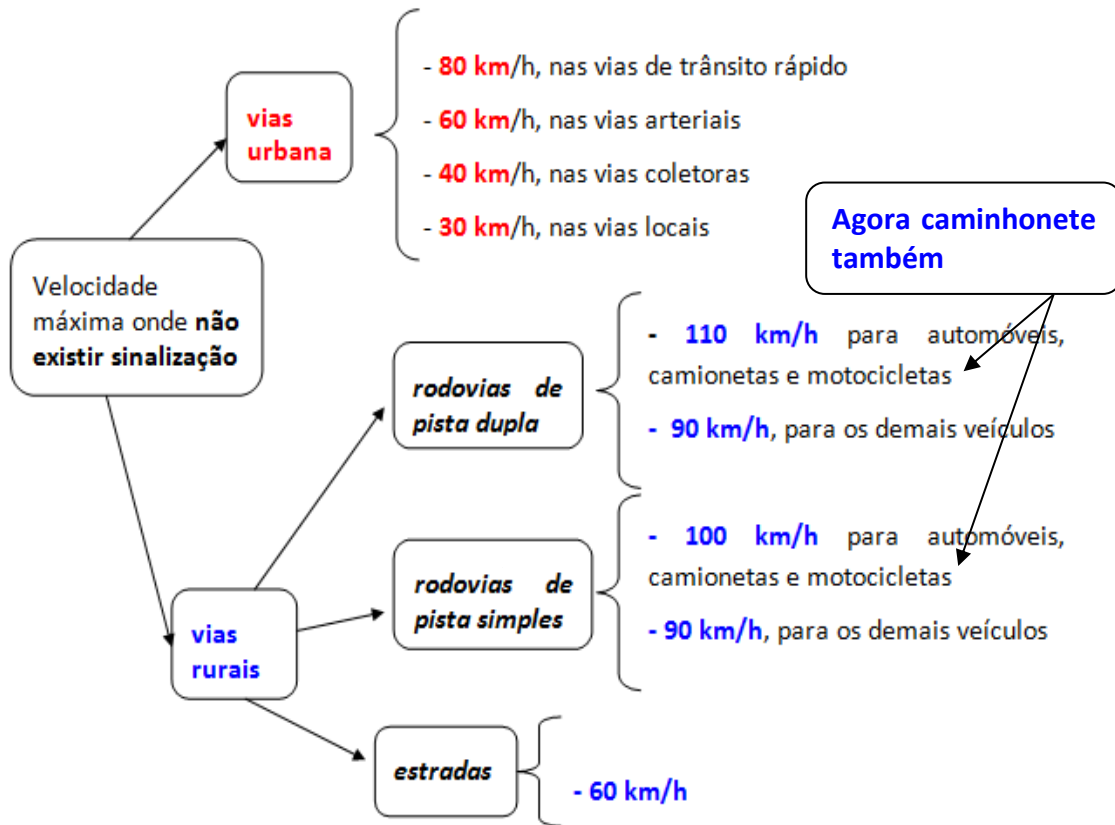 Velocidade
máxima onde não
existir sinalização
vias
urbana
- 80 km/h, nas vias de trânsito rápido
- 60 km/h, nas vias arteriais
- 40 km/h, nas vias coletoras
- 30 km/h, nas vias locais
Agora caminhonete
também
vias
rurais
rodovias de
pista dupla
- 110 km/h para automóveis,
camionetas e motocicletas
- 90 km/h, para os demais veículos
rodovias de
pista simples
- 100 km/h para automóveis,
camionetas e motocicletas
- 90 km/h, para os demais veículos
estradas
- 60 km/h